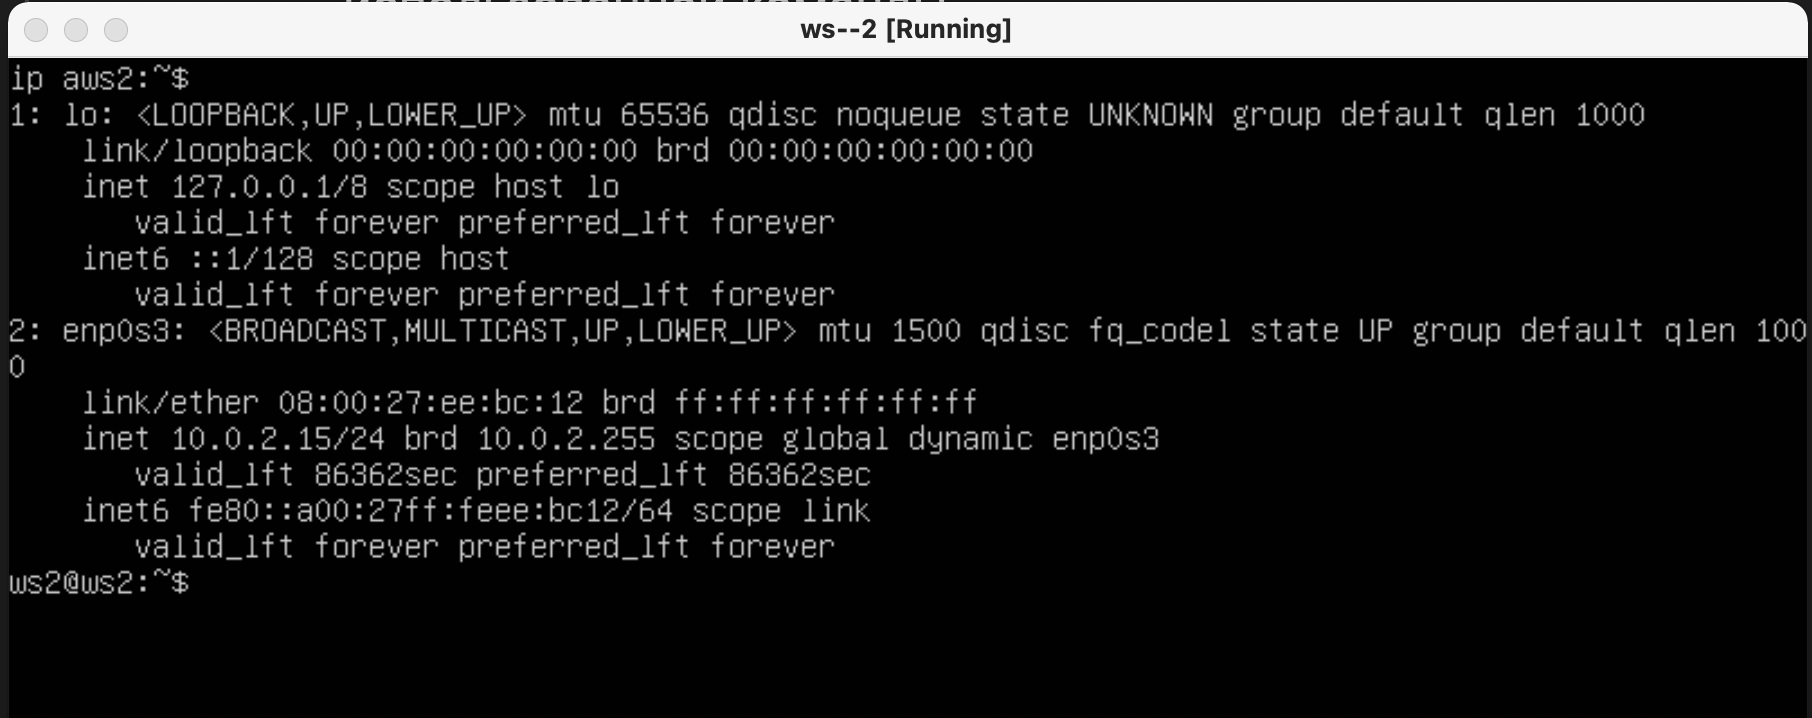 ws--2 [Running]
ip aws2:~$
1: lo: <LOOPBACK,UP,LOWER_UP> mtu 65536 qdisc noqueue state UNKNOWN group default qlen 1000
    link/loopback 00:00:00:00:00:00 brd 00:00:00:00:00:00
    inet 127.0.0.1/8 scope host lo
       valid_lft forever preferred_lft forever
    inet6 ::1/128 scope host
       valid_lft forever preferred_lft forever
2: enp0s3: <BROADCAST,MULTICAST,UP,LOWER_UP> mtu 1500 qdisc fq_codel state UP group default qlen 100
0
    link/ether 08:00:27:ee:bc:12 brd ff:ff:ff:ff:ff:ff
    inet 10.0.2.15/24 brd 10.0.2.255 scope global dynamic enp0s3
       valid_lft 86362sec preferred_lft 86362sec
    inet6 fe80::a00:27ff:feee:bc12/64 scope link
       valid_lft forever preferred_lft forever
ws2@ws2:~$